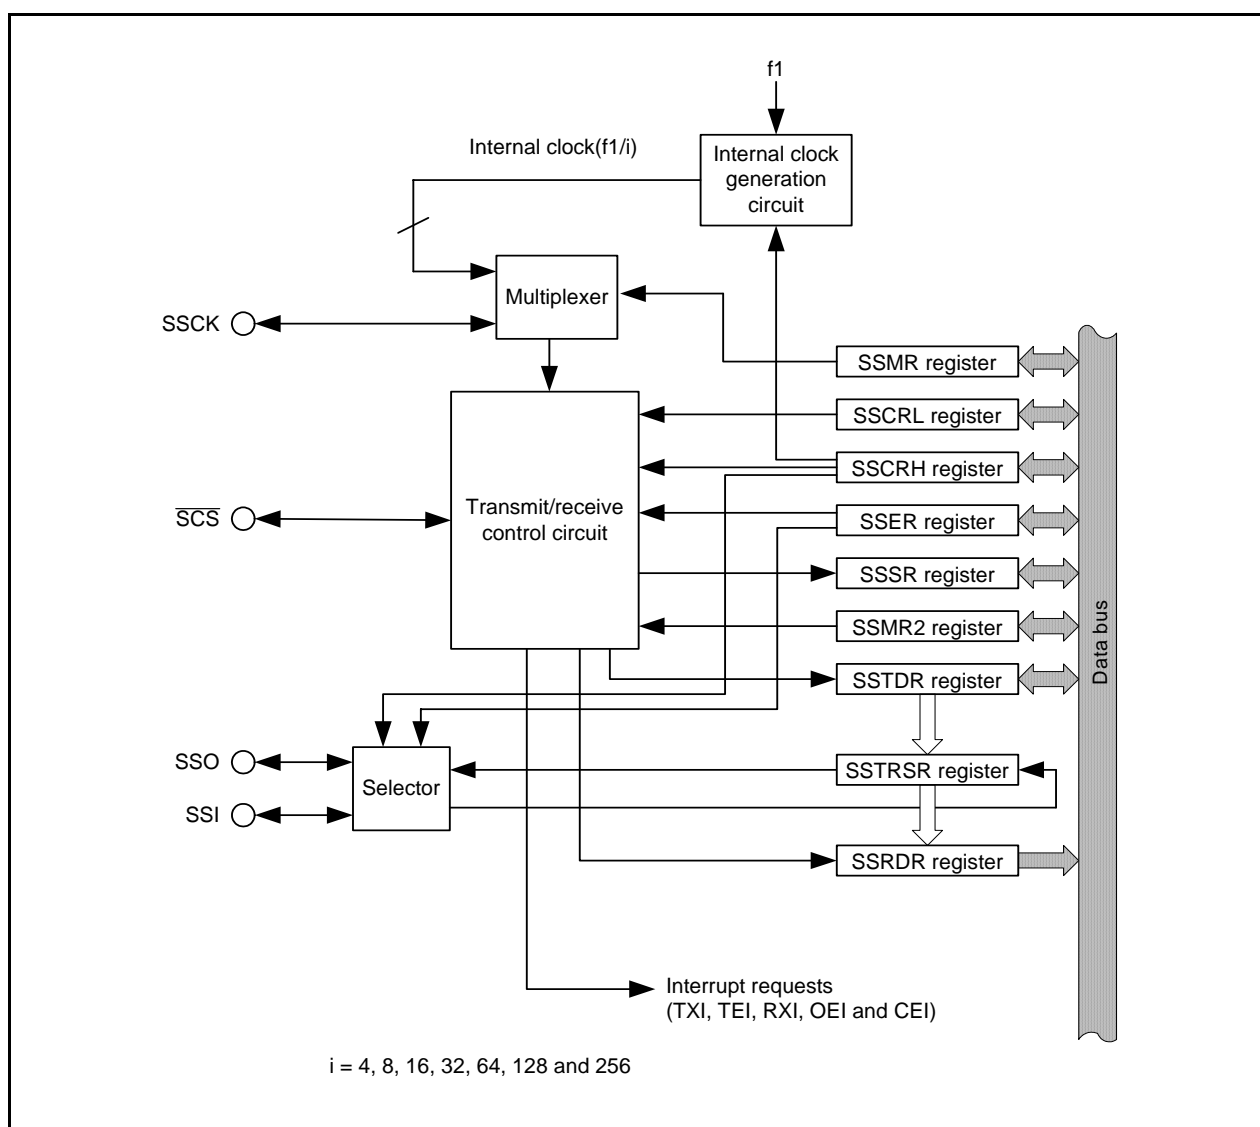 f1
Internal clock(f1/i)
Internal clock
generation
circuit
Multiplexer
SSCK
SSMR register
SSCRL register
SSCRH register
SCS
Transmit/receive
control circuit
SSER register
SSSR register
SSMR2 register
Data bus
SSTDR register
SSO
SSTRSR register
Selector
SSI
SSRDR register
Interrupt requests
(TXI, TEI, RXI, OEI and CEI)
i = 4, 8, 16, 32, 64, 128 and 256